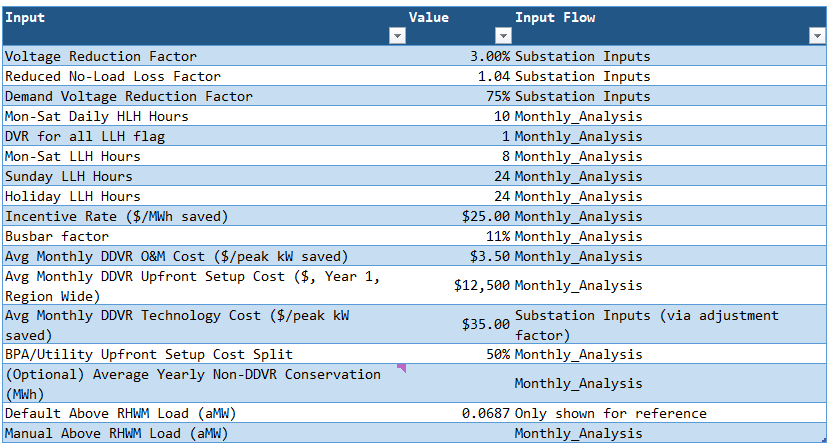 Input Value Input Flow
Voltage Reduction Factor 3.00% Substation Inputs
Reduced No-Load Loss Factor 1.04 Substation Inputs
Demand Voltage Reduction Factor 75% Substation Inputs
Mon-Sat Daily HLH Hours 10 Monthly_Analysis
DVR for all LLH flag 1 Monthly_Analysis
Mon-Sat LLH Hours 8 Monthly_Analysis
Sunday LLH Hours 24 Monthly_Analysis
Holiday LLH Hours 24 Monthly_Analysis
Incentive Rate ($/MWh saved) $25.00 Monthly_Analysis
Busbar factor 11% Monthly_Analysis
Avg Monthly DDVR O&M Cost ($/peak kW saved) $3.50 Monthly_Analysis
Avg Monthly DDVR Upfront Setup Cost ($, Year 1,
Region Wide) $12,500 Monthly_Analysis
Avg Monthly DDVR Technology Cost ($/peak kW
saved) $35.00 Substation Inputs (via adjustment
factor)
BPA/Utility Upfront Setup Cost Split 50% Monthly_Analysis
(Optional) Average Yearly Non-DDVR Conservation
(MWh) Monthly_Analysis
Default Above RHWM Load (aMW) 0.0687 Only shown for reference
Manual Above RHWM Load (aMW) Monthly_Analysis